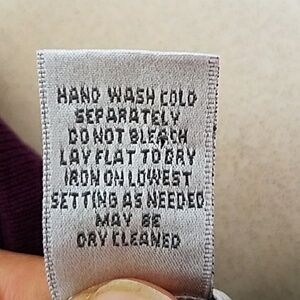 HAND WASH COLD
SEPARATELY
DO NOT BLEACH
LAY FLAT TO DRY
IRON ON LOWEST
SETTING AS NEEDED
MAY BE
DRY CLEANED